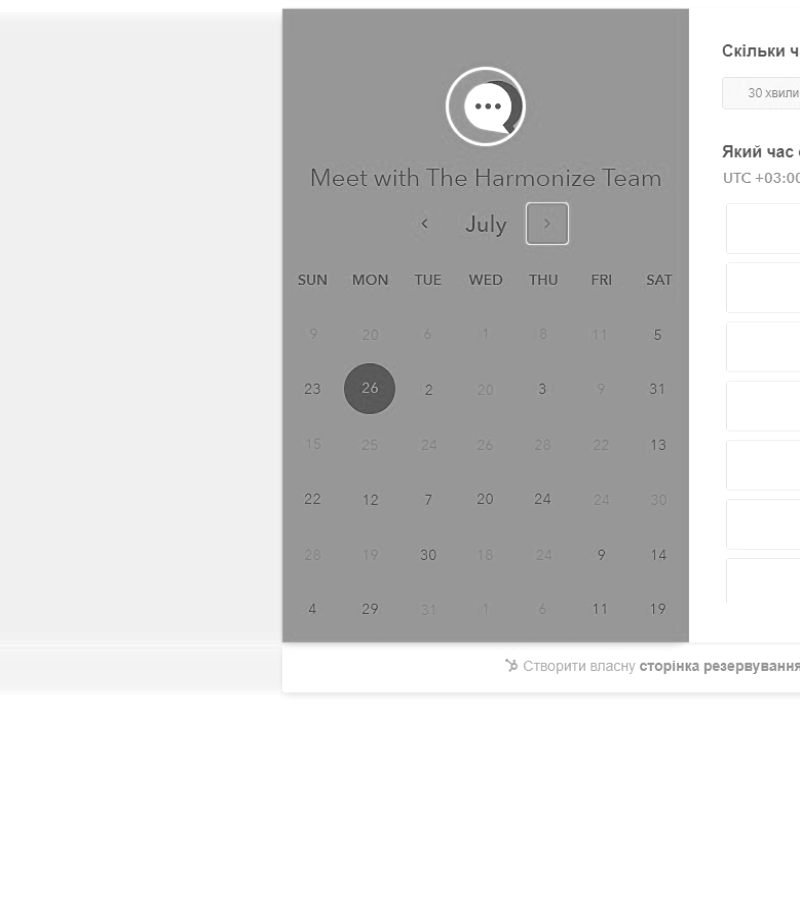 Meet with The Harmonize Team
July
SUN MON TUE WED THU FRI SAT
9 20 6 1 8 11 5
23 26 2 20 3 9 31
15 25 24 26 28 22 13
22 12 7 20 24 24 30
28 19 30 18 24 9 14
4 29 31 1 6 11 19
Скільки ч
30 хвили
Який час
UTC +03:00
Створити власну сторінка резервування